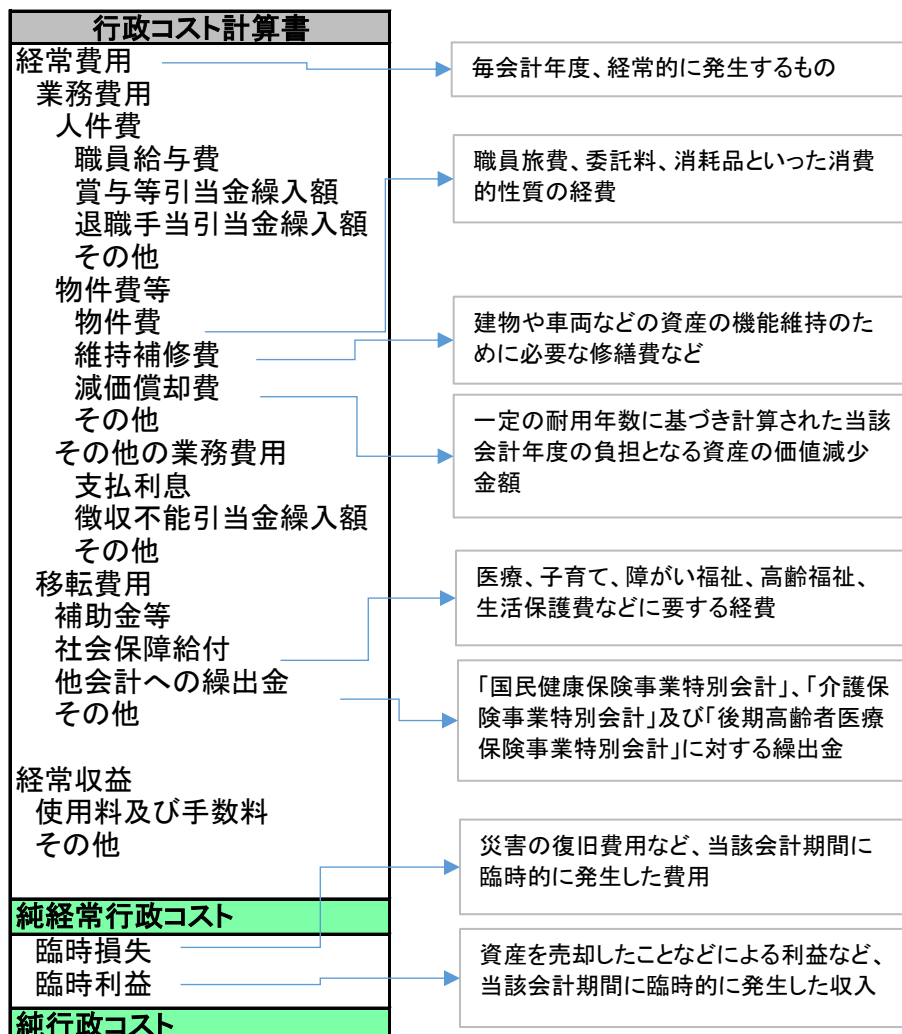 行政コスト計算書
経常費用
業務費用
人件費
職員給与費
賞与等引当金繰入額
退職手当引当金繰入額
その他
物件費等
物件費
維持補修費
減価償却費
その他
その他の業務費用
支払利息
徴収不能引当金繰入額
その他
移転費用
補助金等
社会保障給付
他会計への繰出金
その他
経常収益
使用料及び手数料
その他
純経常行政コスト
臨時損失
臨時利益
純行政コスト
毎会計年度、経常的に発生するもの
職員旅費、委託料、消耗品といった消費
的性質の経費
建物や車両などの資産の機能維持のた
めに必要な修繕費など
一定の耐用年数に基づき計算された当該
会計年度の負担となる資産の価値減少
金額
医療、子育て、障がい福祉、高齢福祉、
生活保護費などに要する経費
「国民健康保険事業特別会計」、「介護保
険事業特別会計」及び「後期高齢者医療
保険事業特別会計」に対する繰出金
災害の復旧費用など、当該会計期間に
臨時的に発生した費用
資産を売却したことなどによる利益など、
当該会計期間に臨時的に発生した収入